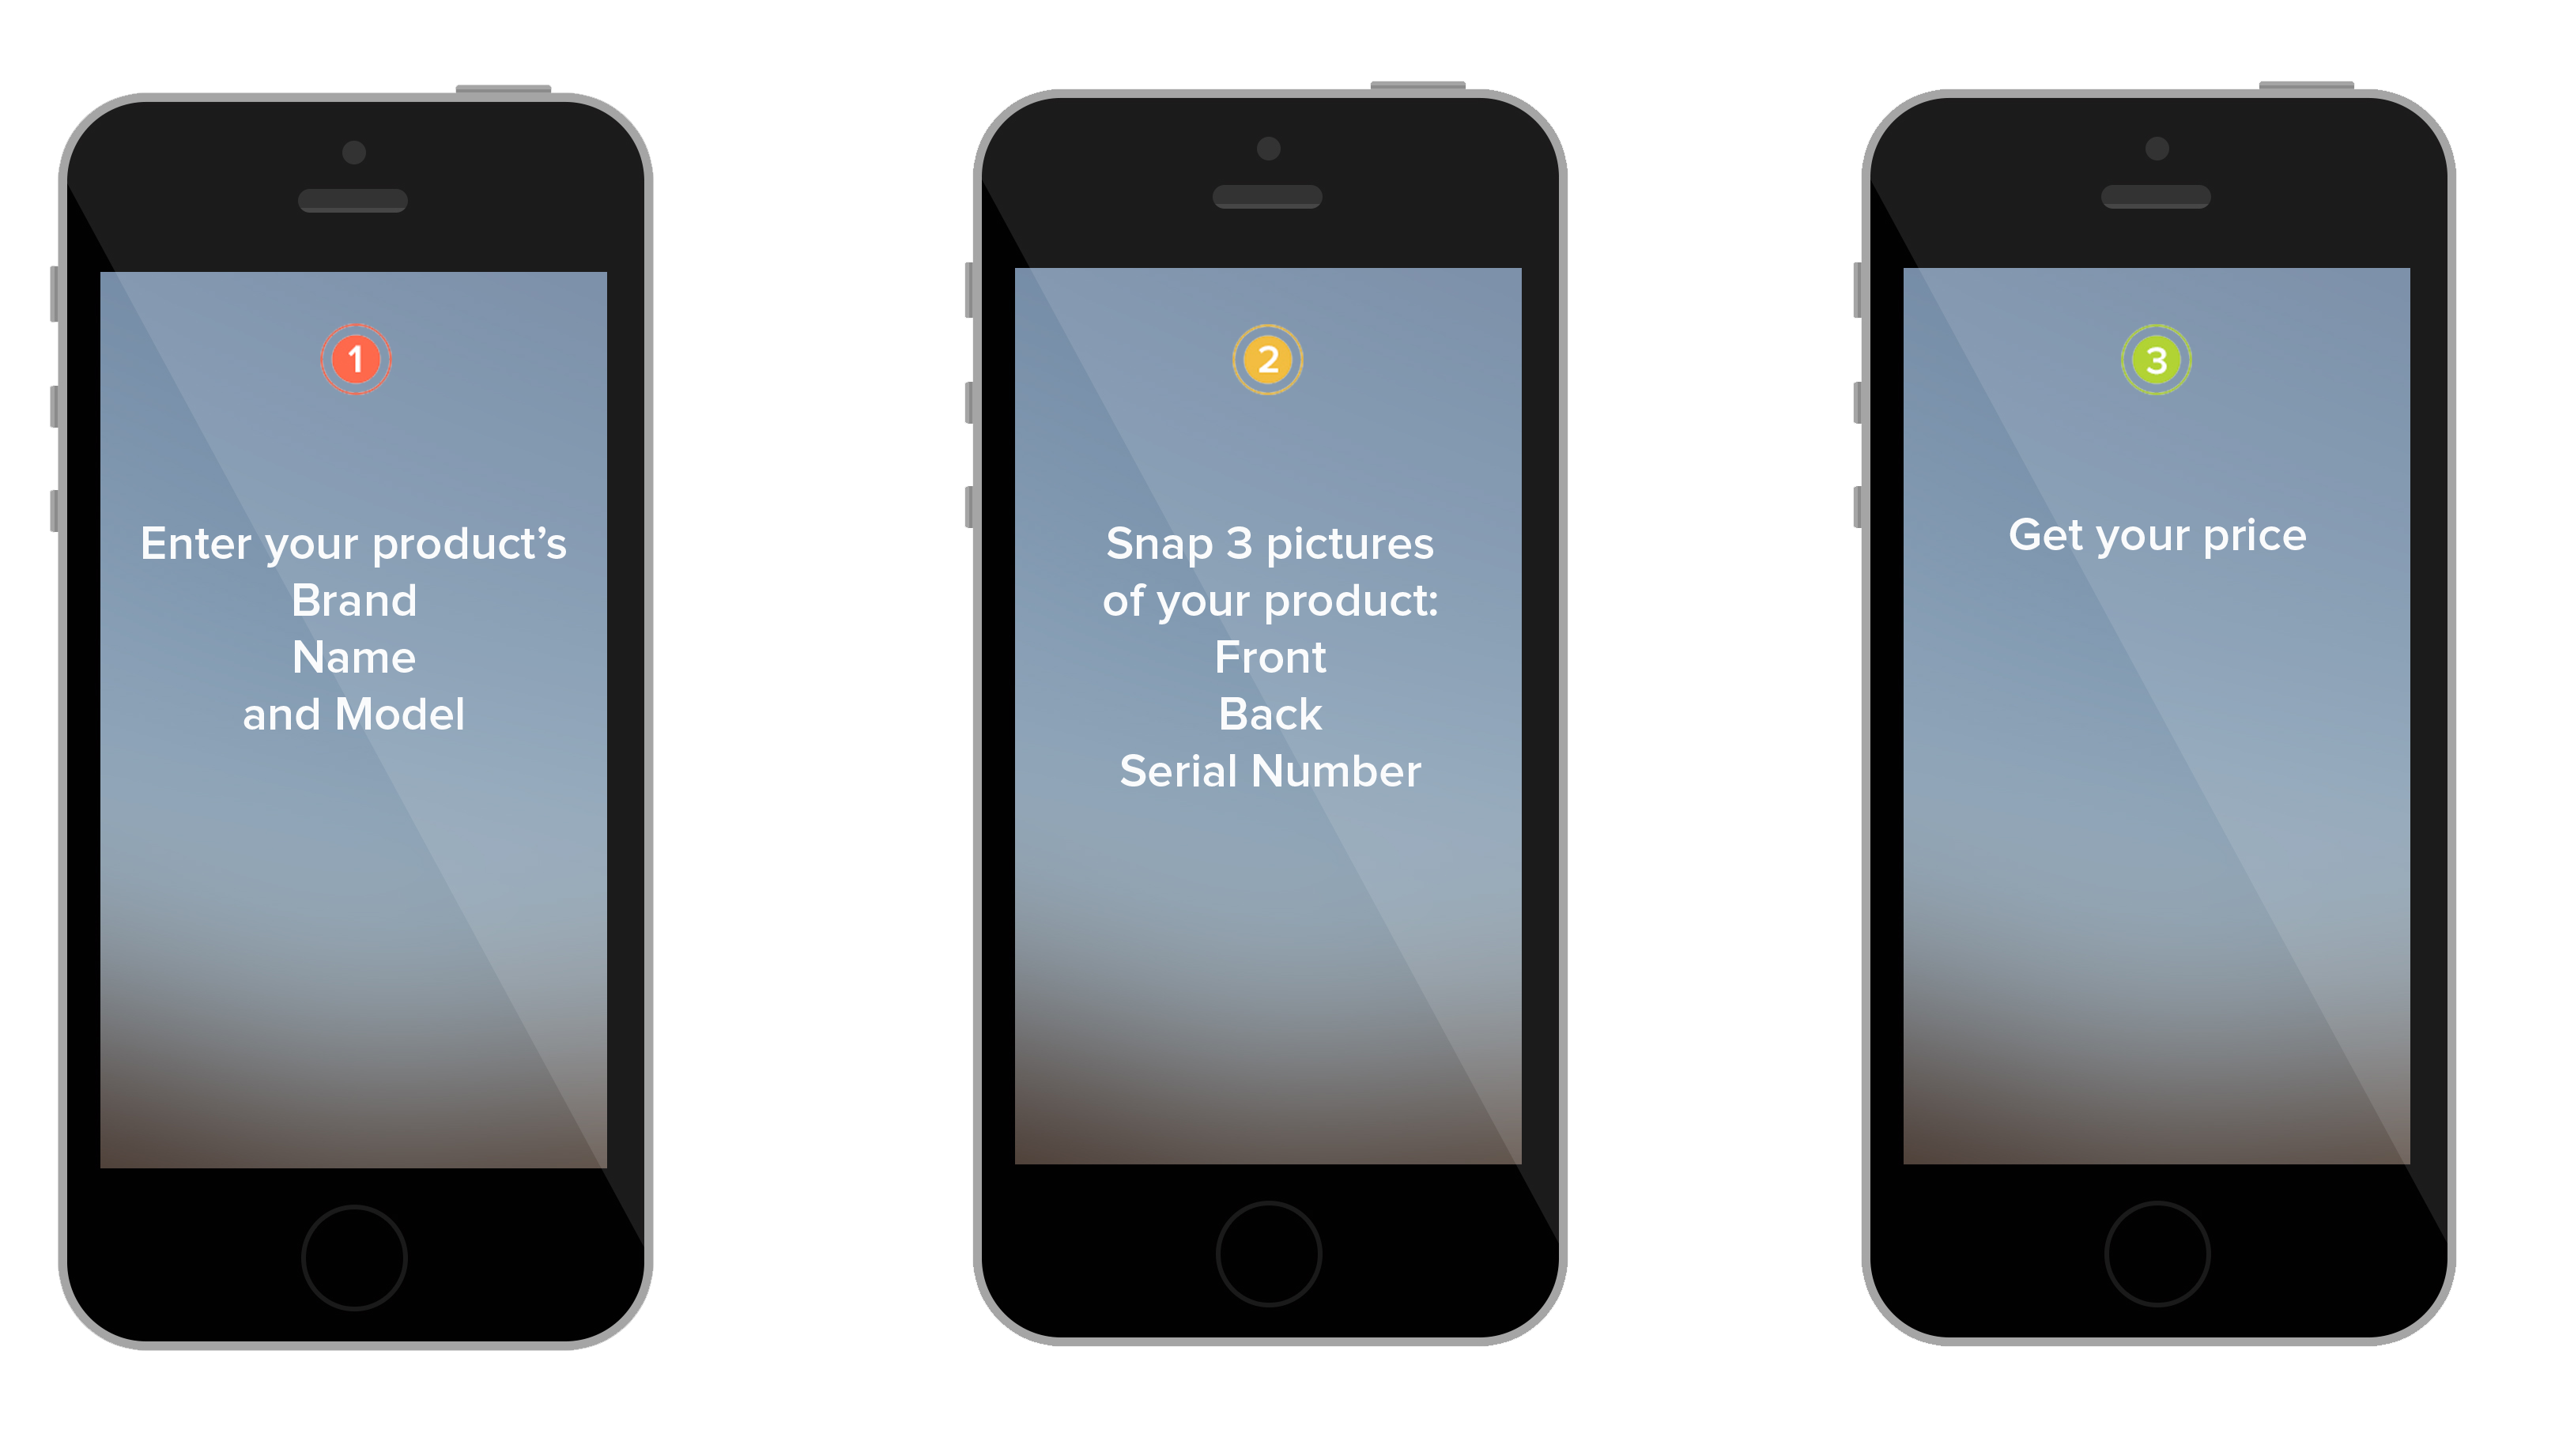 1
Enter your product’s
Brand
Name
and Model
2
Snap 3 pictures
of your product:
Front
Back
Serial Number
3
Get your price